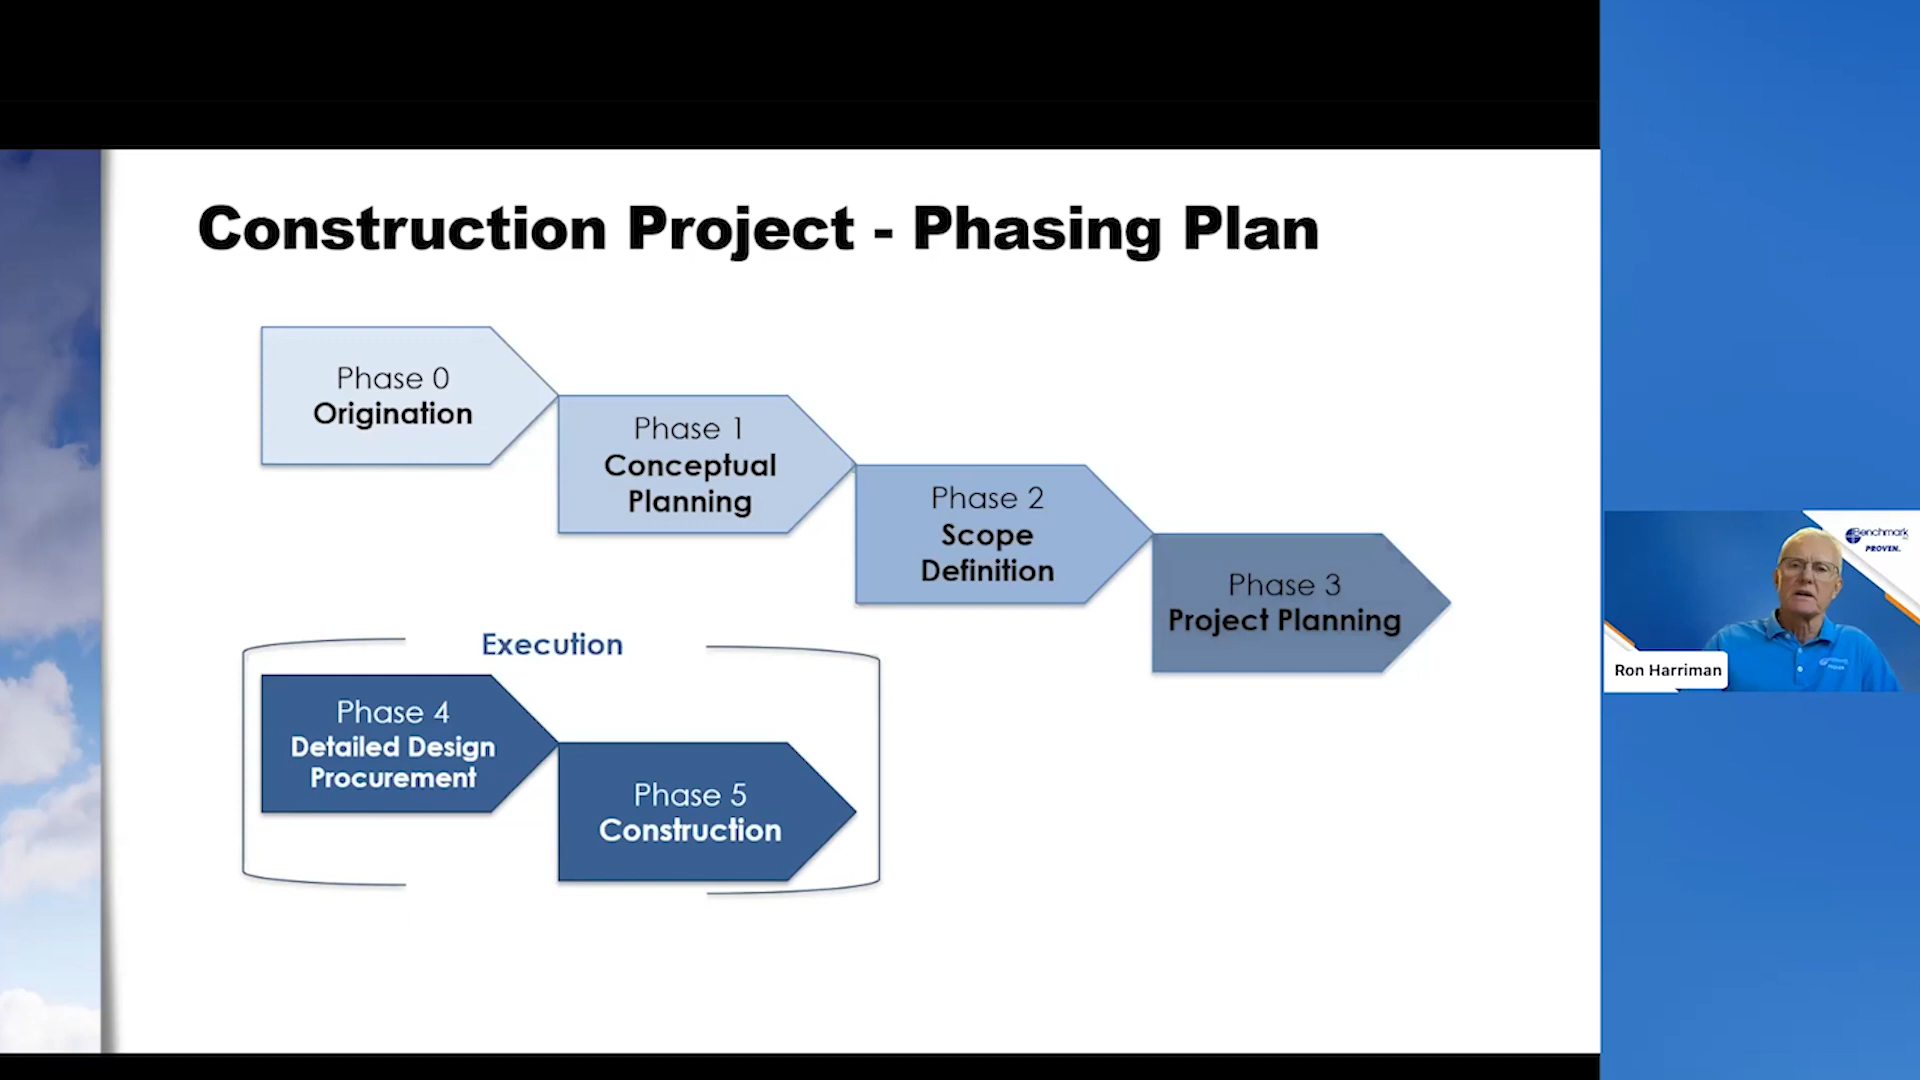 Construction Project - Phasing Plan
Phase 0
Origination
Phase 1
Conceptual
Planning
Phase 2
Scope
Definition
Phase 3
Project Planning
Execution
Phase 4
Detailed Design
Procurement
Phase 5
Construction
Benchmark
PROVEN.
Ron Harriman